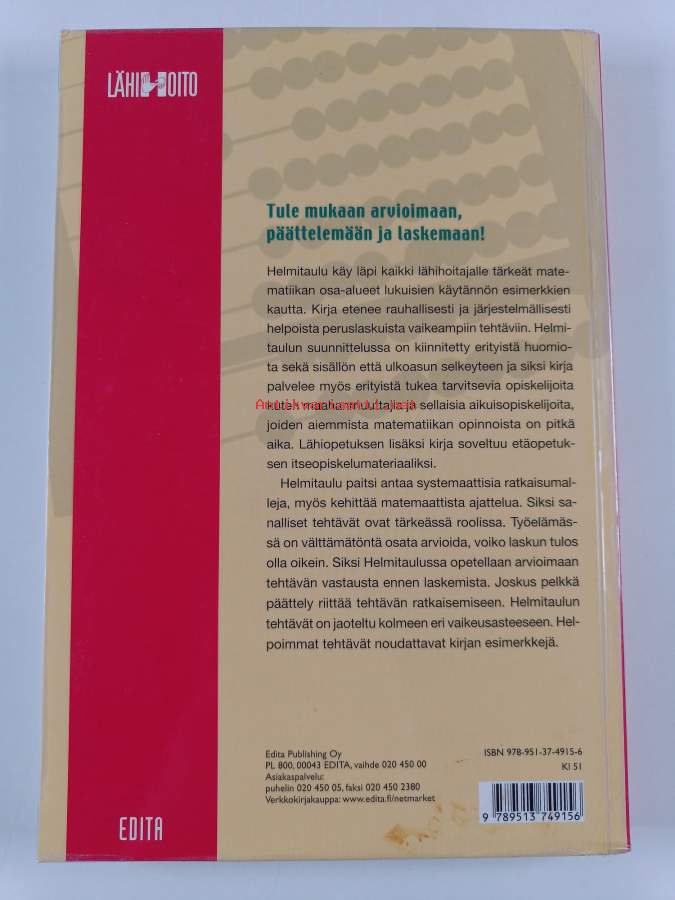 LÄHIHOITO
Tule mukaan arvioimaan,
päättelemään ja laskemaan!
Helmitaulu käy läpi kaikki lähihoitajalle tärkeät mate-
matiikan osa-alueet lukuisien käytännön esimerkkien
kautta. Kirja etenee rauhallisesti ja järjestelmällisesti
helpoista peruslaskuista vaikeampiin tehtäviin. Helmi-
taulun suunnittelussa on kiinnitetty erityistä huomio-
ta sekä sisällön että ulkoasun selkeyteen ja siksi kirja
palvelee myös erityistä tukea tarvitsevia opiskelijoita
kuten maahanmuuttajia ja sellaisia aikuisopiskelijoita,
Antikvariaatti.net
joiden aiemmista matematiikan opinnoista on pitkä
aika. Lähiopetuksen lisäksi kirja soveltuu etäopetuk-
sen itseopiskelumateriaaliksi.
Helmitaulu paitsi antaa systemaattisia ratkaisumal-
leja, myös kehittää matemaattista ajattelua. Siksi sa-
nalliset tehtävät ovat tärkeässä roolissa. Työelämäs-
sä on välttämätöntä osata arvioida, voiko laskun tulos
olla oikein. Siksi Helmitaulussa opetellaan arvioimaan
tehtävän vastausta ennen laskemista. Joskus pelkkä
päättely riittää tehtävän ratkaisemiseen. Helmitaulun
tehtävät on jaoteltu kolmeen eri vaikeusasteeseen. Hel-
poimmat tehtävät noudattavat kirjan esimerkkejä.
Edita Publishing Oy
PL 800, 00043 EDITA, vaihde 020 450 00
Asiakaspalvelu:
puhelin 020 450 05, faksi 020 450 2380
Verkkokirjakauppa: www.edita.fi/netmarket
ISBN 978-951-37-4915-6
Kl 51
9 789513 749156
EDITA